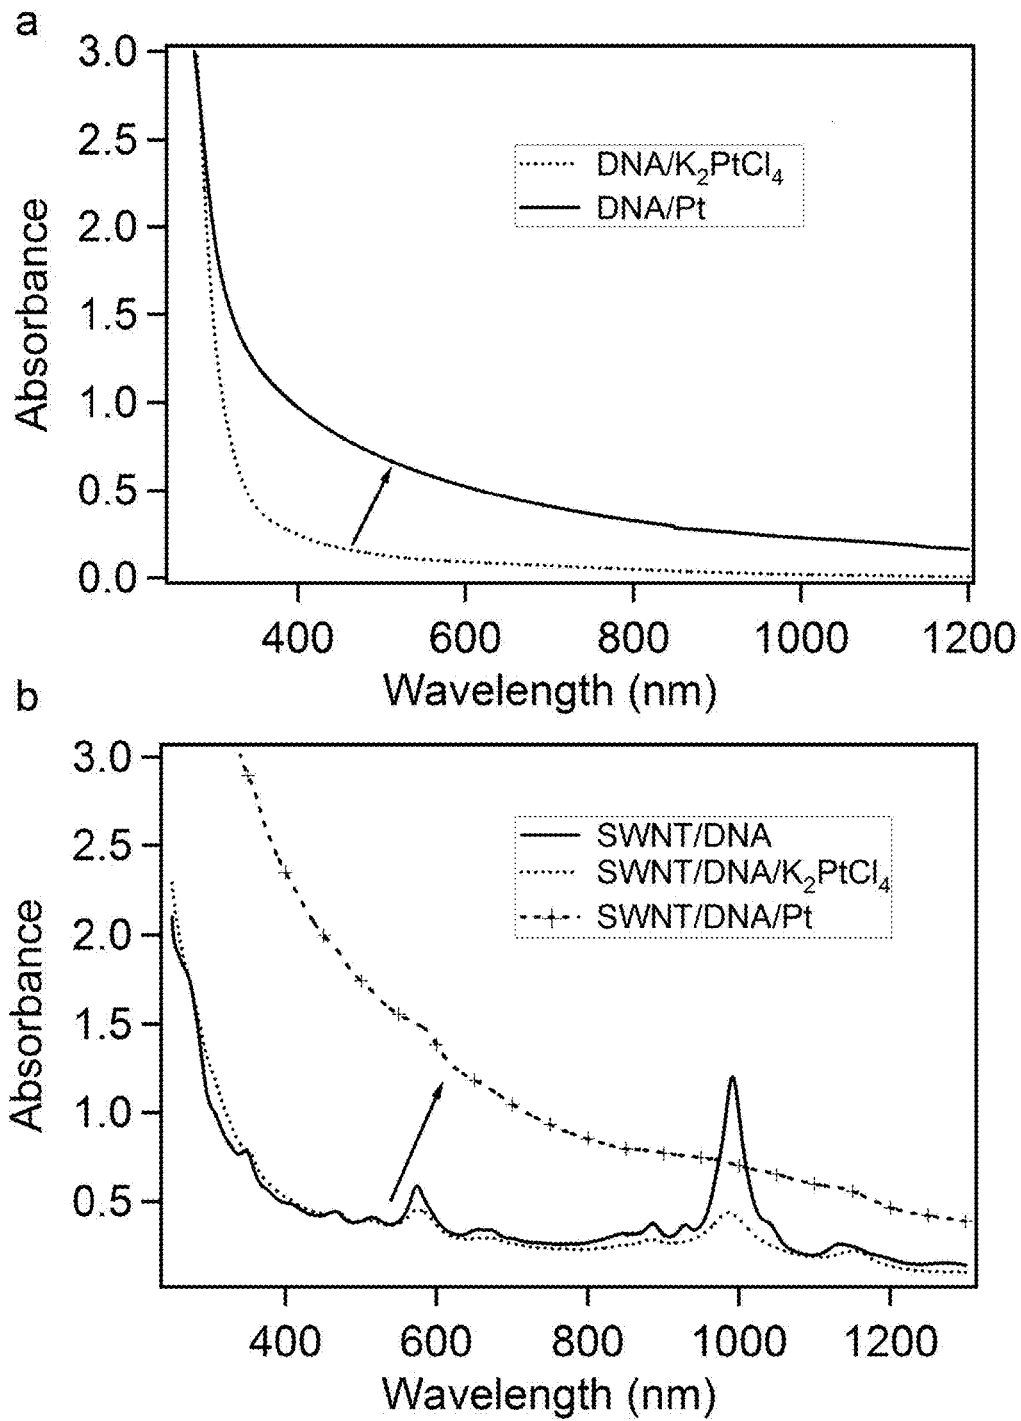 a
3.0
2.5
2.0
1.5
1.0
0.5
0.0
Absorbance
DNA/K₂PtCl₄
DNA/Pt
400 600 800 1000 1200
Wavelength (nm)
b
3.0
2.5
2.0
1.5
1.0
0.5
Absorbance
SWNT/DNA
SWNT/DNA/K₂PtCl₄
SWNT/DNA/Pt
400 600 800 1000 1200
Wavelength (nm)